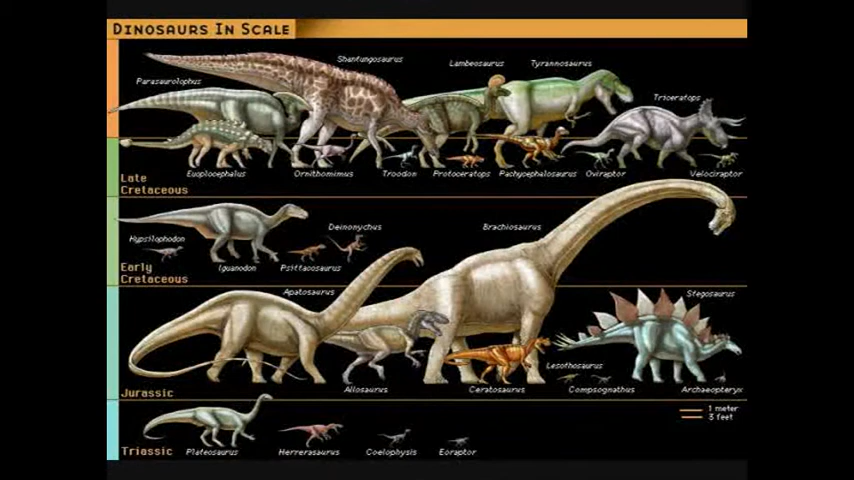 DINOSAURS IN SCALE
Shantungosaurus
Lambeosaurus
Tyrannosaurus
Parasaurolophus
Triceratops
Euoplocephalus
Ornithomimus
Troodon
Protoceratops
Pachycephalosaurus
Oviraptor
Velociraptor
Late
Cretaceous
Hypsilophodon
Deinonychus
Brachiosaurus
Iguanodon
Psittacosaurus
Early
Cretaceous
Apatosaurus
Stegosaurus
Lesothosaurus
Allosaurus
Ceratosaurus
Compsognathus
Archaeopteryx
Jurassic
1 meter
3 feet
Triassic
Plateosaurus
Herrerasaurus
Coelophysis
Eoraptor